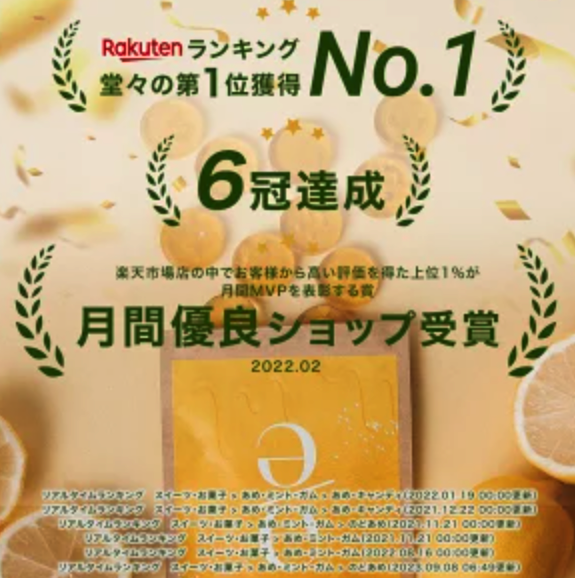 Rakuten ランキング
堂々の第1位獲得 No.1
6冠達成
楽天市場店の中でお客様から高い評価を得た上位1%が
月間MVPを表彰する賞
月間優良ショップ受賞
2022.02
リアルタイムランキング スイーツ・お菓子 > あめ・ミント・ガム > あめ・キャンディ(2022.01.19 00:00更新)
リアルタイムランキング スイーツ・お菓子 > あめ・ミント・ガム > あめ・キャンディ(2021.12.22 00:00更新)
リアルタイムランキング スイーツ・お菓子 > あめ・ミント・ガム > のどあめ(2021.11.21 00:00更新)
リアルタイムランキング スイーツ・お菓子 > あめ・ミント・ガム(2021.11.21 00:00更新)
リアルタイムランキング スイーツ・お菓子 > あめ・ミント・ガム(2022.06.16 00:00更新)
リアルタイムランキング スイーツ・お菓子 > あめ・ミント・ガム > のどあめ(2023.09.08 06:49更新)